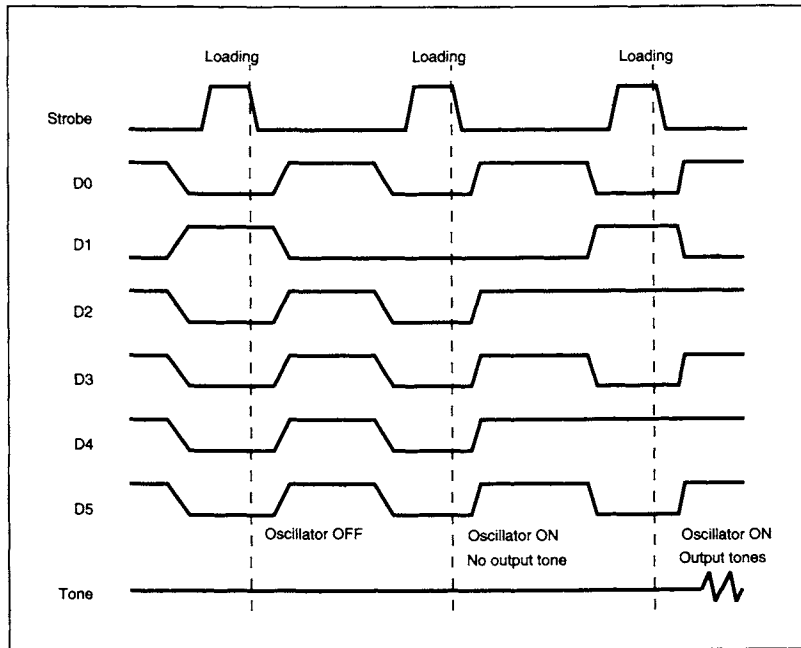 Loading Loading Loading
Strobe
D0
D1
D2
D3
D4
D5
Oscillator OFF Oscillator ON Oscillator ON
No output tone Output tones
Tone